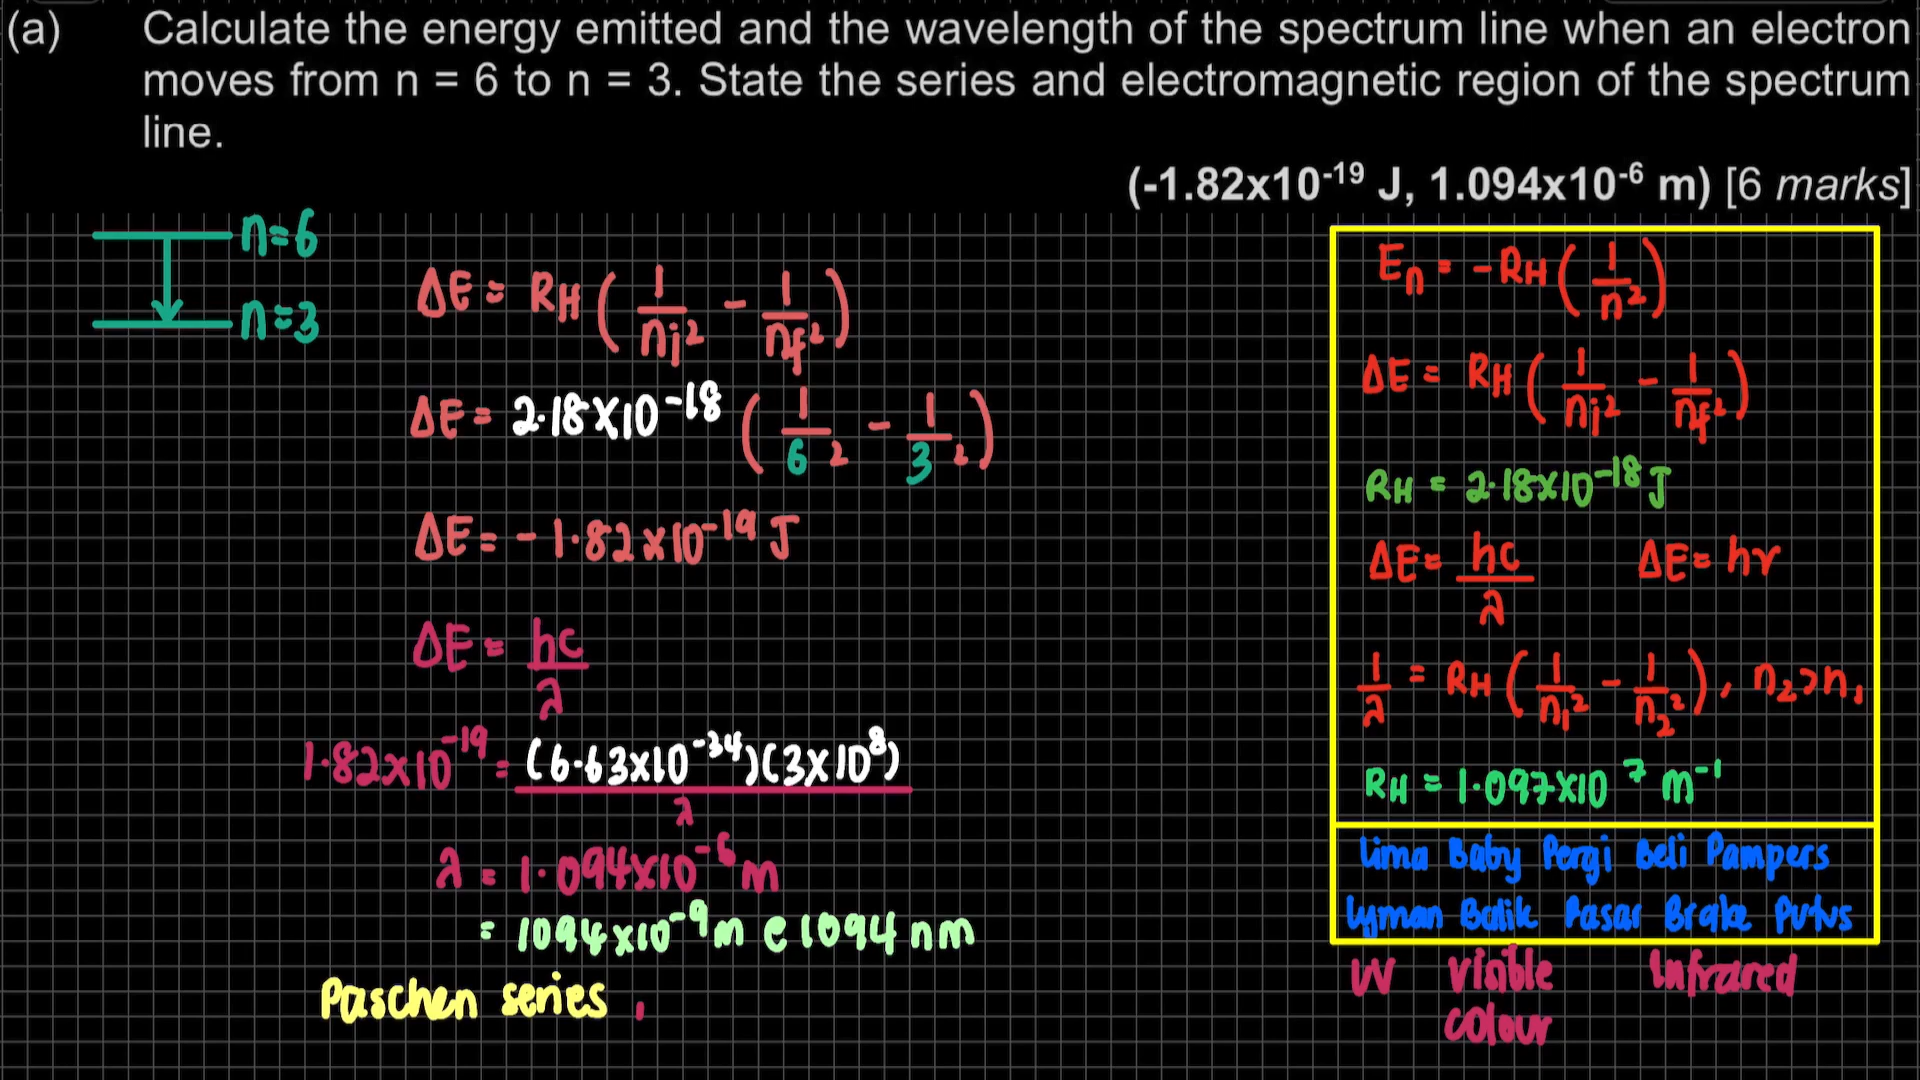 (a) Calculate the energy emitted and the wavelength of the spectrum line when an electron
moves from n = 6 to n = 3. State the series and electromagnetic region of the spectrum
line.
(-1.82x10⁻¹⁹ J, 1.094x10⁻⁶ m) [6 marks]
n=6
n=3
ΔE = RH (1/ni² - 1/nf²)
ΔE = 2.18x10⁻¹⁸ (1/6² - 1/3²)
ΔE = -1.82x10⁻¹⁹ J
ΔE = hc/λ
1.82x10⁻¹⁹ = (6.63x10⁻³⁴)(3x10⁸)/λ
λ = 1.094x10⁻⁶ m
= 1094x10⁻⁹ m @ 1094 nm
Paschen series,
En = -RH (1/n²)
ΔE = RH (1/ni² - 1/nf²)
RH = 2.18x10⁻¹⁸ J
ΔE = hc/λ ΔE = hν
1/λ = RH (1/n₁² - 1/n₂²), n₂>n₁
RH = 1.097x10⁷ m⁻¹
Lima Baby Pergi Beli Pampers
Lyman Balik Pasar Brake Putus
UV visible Infrared
colour